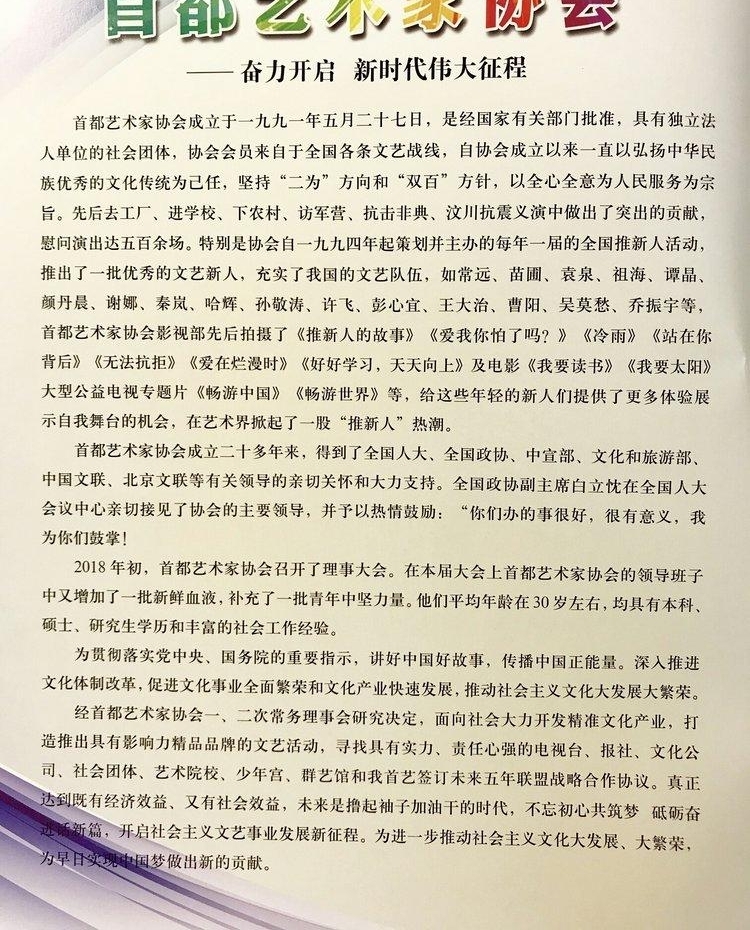 首都艺术家协会
—— 奋力开启 新时代伟大征程
首都艺术家协会成立于一九九一年五月二十七日，是经国家有关部门批准，具有独立法
人单位的社会团体，协会会员来自于全国各条文艺战线，自协会成立以来一直以弘扬中华民
族优秀的文化传统为己任，坚持“二为”方向和“双百”方针，以全心全意为人民服务为宗
旨。先后去工厂、进学校、下农村、访军营、抗击非典、汶川抗震义演中做出了突出的贡献，
慰问演出达五百余场。特别是协会自一九九四年起策划并主办的每年一届的全国推新人活动，
推出了一批优秀的文艺新人，充实了我国的文艺队伍，如常远、苗圃、袁泉、祖海、谭晶、
颜丹晨、谢娜、秦岚、哈辉、孙敬涛、许飞、彭心宜、王大治、曹阳、吴莫愁、乔振宇等，
首都艺术家协会影视部先后拍摄了《推新人的故事》《爱我你怕了吗？》《冷雨》《站在你
背后》《无法抗拒》《爱在烂漫时》《好好学习，天天向上》及电影《我要读书》《我要太阳》
大型公益电视专题片《畅游中国》《畅游世界》等，给这些年轻的新人们提供了更多体验展
示自我舞台的机会，在艺术界掀起了一股“推新人”热潮。
首都艺术家协会成立二十多年来，得到了全国人大、全国政协、中宣部、文化和旅游部、
中国文联、北京文联等有关领导的亲切关怀和大力支持。全国政协副主席白立忱在全国人大
会议中心亲切接见了协会的主要领导，并予以热情鼓励：“你们办的事很好，很有意义，我
为你们鼓掌！
2018 年初，首都艺术家协会召开了理事大会。在本届大会上首都艺术家协会的领导班子
中又增加了一批新鲜血液，补充了一批青年中坚力量。他们平均年龄在 30 岁左右，均具有本科、
硕士、研究生学历和丰富的社会工作经验。
为贯彻落实党中央、国务院的重要指示，讲好中国好故事，传播中国正能量。深入推进
文化体制改革，促进文化事业全面繁荣和文化产业快速发展，推动社会主义文化大发展大繁荣。
经首都艺术家协会一、二次常务理事会研究决定，面向社会大力开发精准文化产业，打
造推出具有影响力精品品牌的文艺活动，寻找具有实力、责任心强的电视台、报社、文化公
司、社会团体、艺术院校、少年宫、群艺馆和我首艺签订未来五年联盟战略合作协议。真正
达到既有经济效益、又有社会效益，未来是撸起袖子加油干的时代，不忘初心共筑梦 砥砺奋
进话新篇，开启社会主义文艺事业发展新征程。为进一步推动社会主义文化大发展、大繁荣，
为早日实现中国梦做出新的贡献。